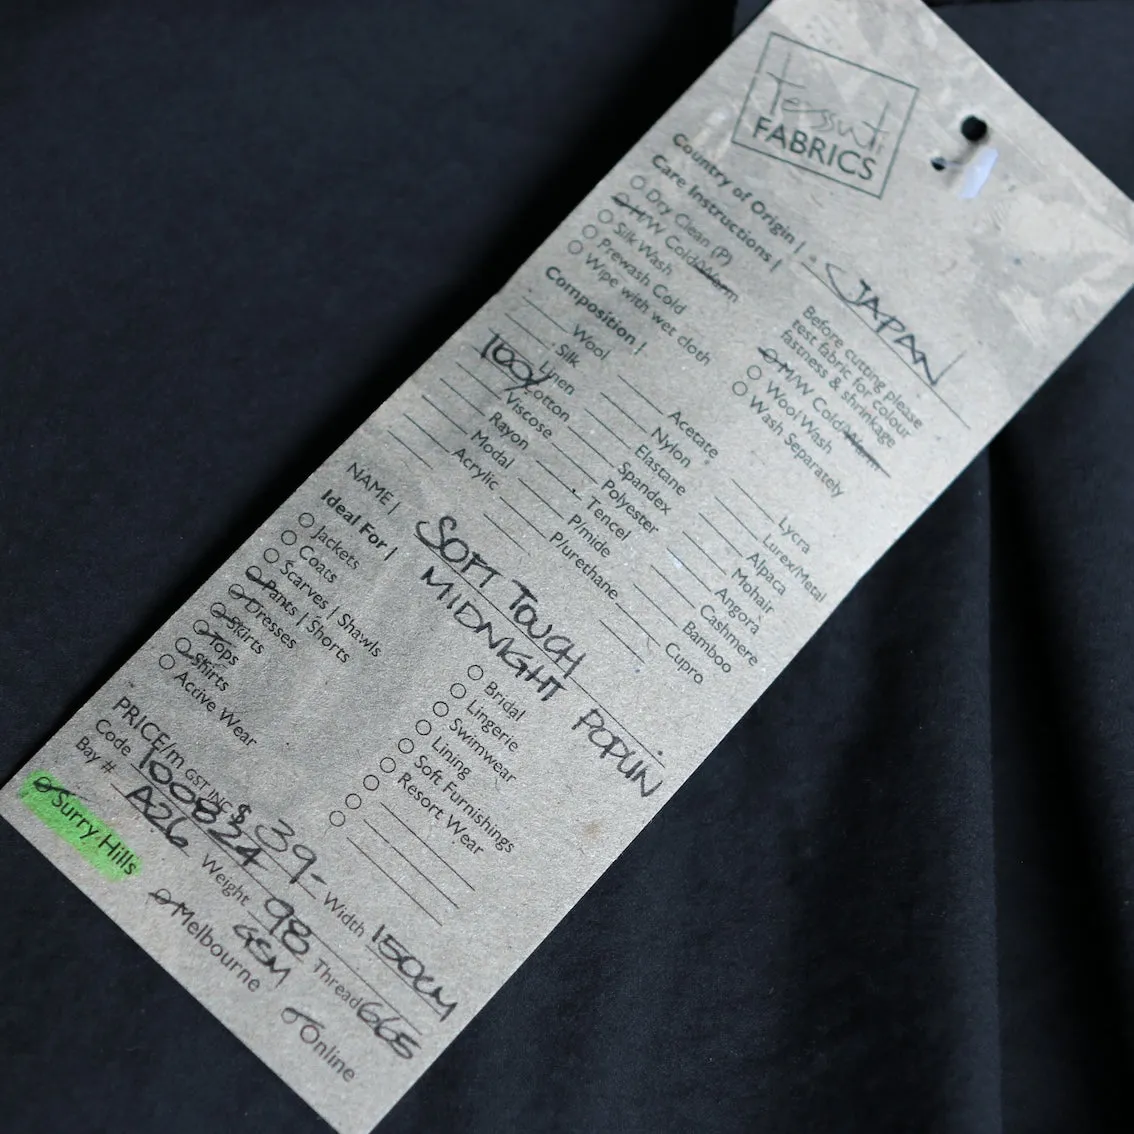 Tessuti
FABRICS
Country of Origin | JAPAN
Care Instructions |
Dry Clean (P)
H/W Cold/Warm
Silk Wash
Prewash Cold
Wipe with wet cloth
Before cutting please
test fabric for colour
fastness & shrinkage
M/W Cold/Warm
Wool Wash
Wash Separately
Composition |
Wool
Silk
Linen
100% Cotton
Viscose
Rayon
Modal
Acrylic
Acetate
Nylon
Elastane
Spandex
Polyester
Tencel
P/mide
P/urethane
Lycra
Lurex/Metal
Alpaca
Mohair
Angora
Cashmere
Bamboo
Cupro
NAME | SOFT TOUCH
MIDNIGHT POPLIN
Ideal For |
Jackets
Coats
Scarves | Shawls
Pants | Shorts
Dresses
Skirts
Tops
Shirts
Active Wear
Bridal
Lingerie
Swimwear
Lining
Soft Furnishings
Resort Wear
PRICE/m GST INC $ 39- Width 150CM
Code 100824 Weight 98 GSM Thread 665
Bay # A26
Surry Hills
Melbourne
Online